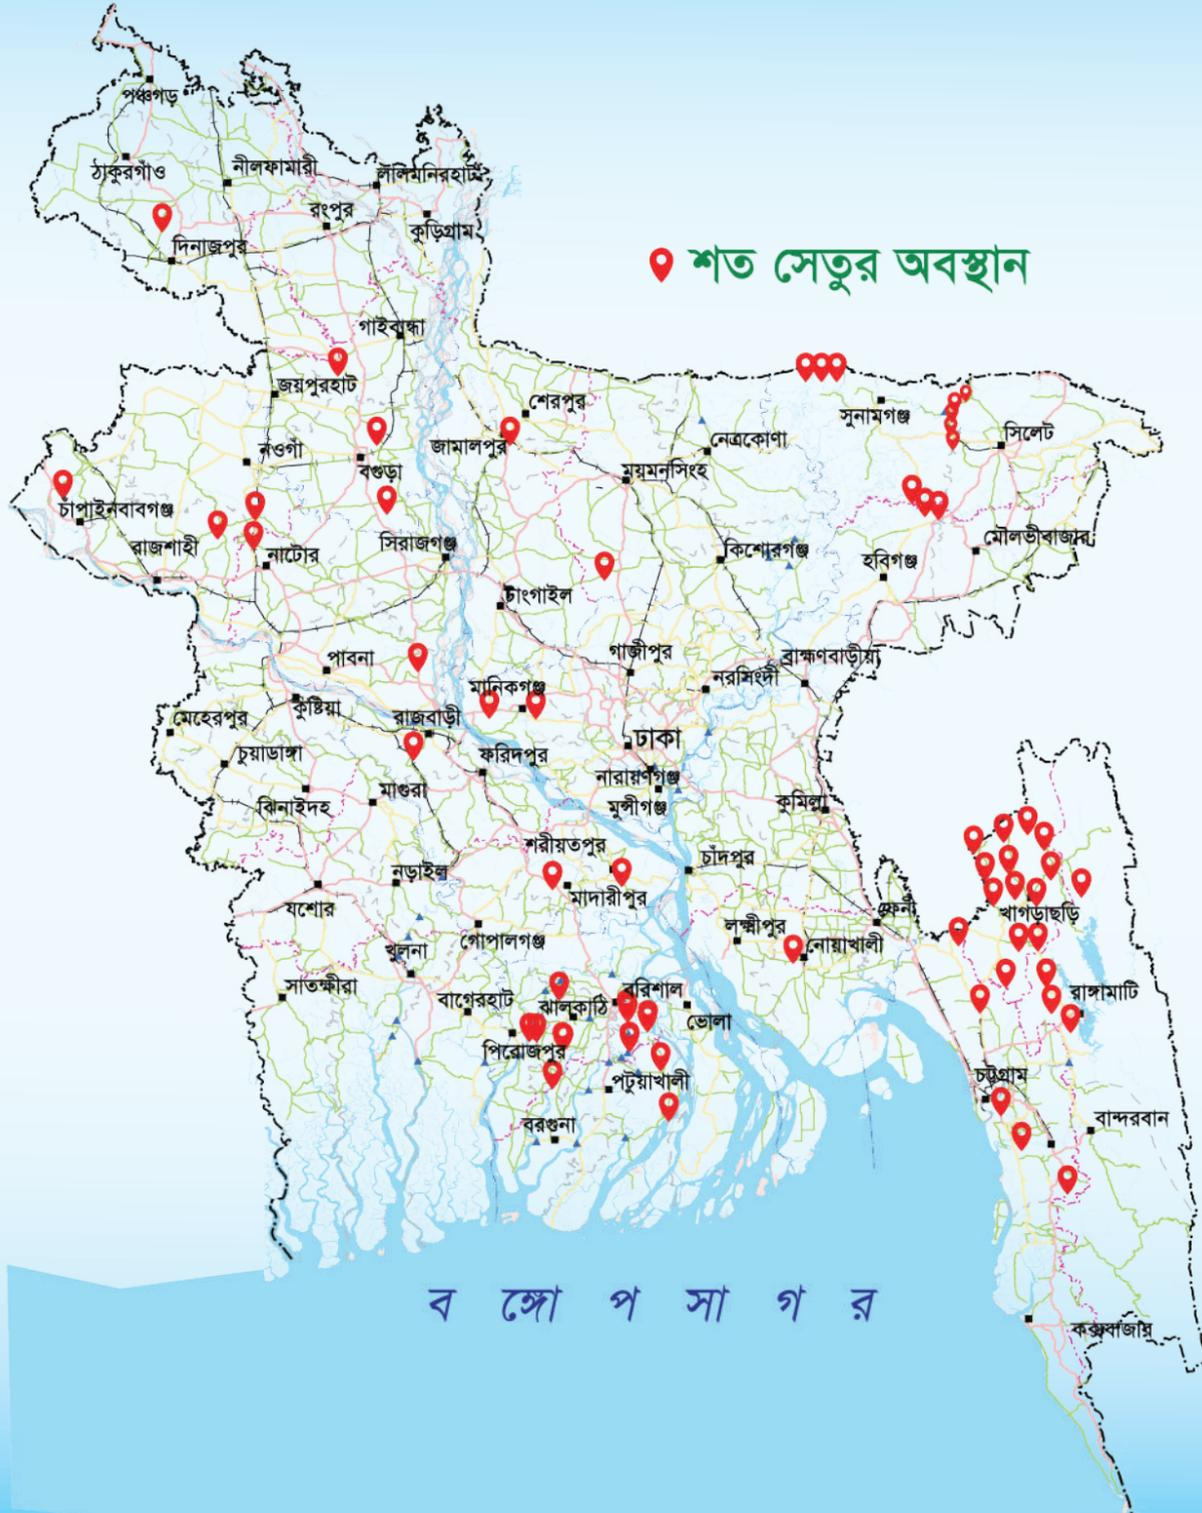 পঞ্চগড়
ঠাকুরগাঁও
নীলফামারী
লালমনিরহাট
রংপুর
কুড়িগ্রাম
দিনাজপুর
শত সেতুর অবস্থান
গাইবান্ধা
জয়পুরহাট
শেরপুর
সুনামগঞ্জ
সিলেট
নওগাঁ
জামালপুর
নেত্রকোণা
বগুড়া
ময়মনসিংহ
চাঁপাইনবাবগঞ্জ
রাজশাহী
নাটোর
সিরাজগঞ্জ
কিশোরগঞ্জ
হবিগঞ্জ
মৌলভীবাজার
টাংগাইল
পাবনা
গাজীপুর
ব্রাহ্মণবাড়ীয়া
নরসিংদী
মানিকগঞ্জ
মেহেরপুর
কুষ্টিয়া
রাজবাড়ী
ঢাকা
চুয়াডাঙ্গা
ফরিদপুর
নারায়ণগঞ্জ
ঝিনাইদহ
মাগুরা
মুন্সীগঞ্জ
কুমিল্লা
শরীয়তপুর
চাঁদপুর
নড়াইল
মাদারীপুর
যশোর
ফেনী
খাগড়াছড়ি
লক্ষ্মীপুর
নোয়াখালী
খুলনা
গোপালগঞ্জ
সাতক্ষীরা
বাগেরহাট
ঝালকাঠি
বরিশাল
ভোলা
রাঙ্গামাটি
পিরোজপুর
পটুয়াখালী
চট্টগ্রাম
বরগুনা
বান্দরবান
ব ঙ্গো প সা গ র
কক্সবাজার